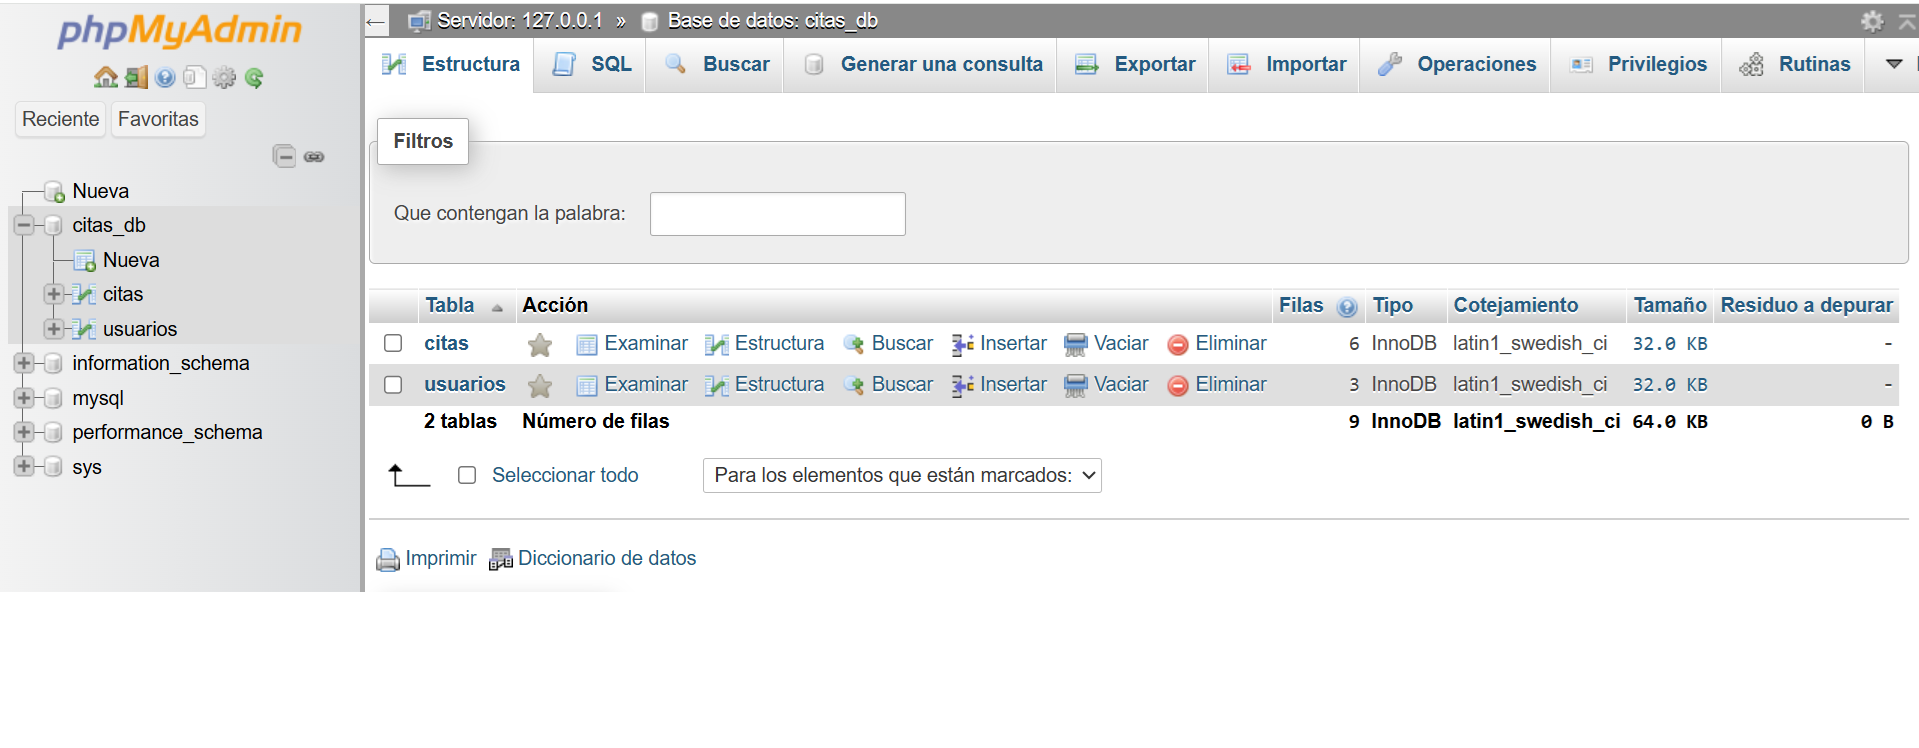 phpMyAdmin
Reciente Favoritas
Nueva
citas_db
Nueva
citas
usuarios
information_schema
mysql
performance_schema
sys
Servidor: 127.0.0.1 » Base de datos: citas_db
Estructura SQL Buscar Generar una consulta Exportar Importar Operaciones Privilegios Rutinas
Filtros
Que contengan la palabra:
Tabla Acción Filas Tipo Cotejamiento Tamaño Residuo a depurar
citas Examinar Estructura Buscar Insertar Vaciar Eliminar 6 InnoDB latin1_swedish_ci 32.0 KB -
usuarios Examinar Estructura Buscar Insertar Vaciar Eliminar 3 InnoDB latin1_swedish_ci 32.0 KB -
2 tablas Número de filas 9 InnoDB latin1_swedish_ci 64.0 KB 0 B
Seleccionar todo Para los elementos que están marcados:
Imprimir Diccionario de datos